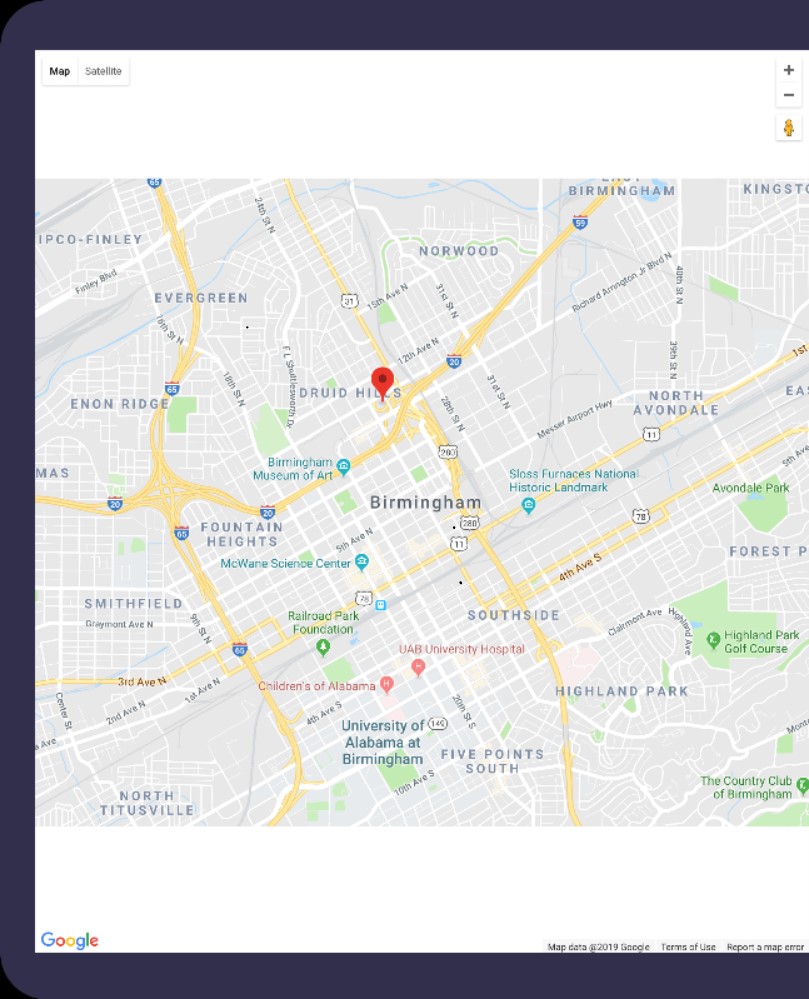 Map Satellite
65
EAST
BIRMINGHAM
KINGSTO
24th St N
59
IPCO-FINLEY
NORWOOD
Finley Blvd
Richard Arrington Jr Blvd N
40th St N
EVERGREEN
31
15th Ave N
31st St N
16th St N
F L Shuttlesworth Dr
12th Ave N
39th St N
1st
18th St N
20
65
DRUID HILLS
31st St N
ENON RIDGE
28th St N
NORTH
AVONDALE
EAS
Messer Airport Hwy
11
280
5th Ave
MAS
Birmingham
Museum of Art
Sloss Furnaces National
Historic Landmark
Avondale Park
20
20
Birmingham
78
65
FOUNTAIN
HEIGHTS
280
5th Ave N
11
FOREST P
McWane Science Center
4th Ave S
78
SMITHFIELD
Railroad Park
Foundation
SOUTHSIDE
Clairmont Ave
Highland Ave
Graymont Ave N
9th St N
Highland Park
Golf Course
65
UAB University Hospital
3rd Ave N
Children's of Alabama
1st Ave N
HIGHLAND PARK
Center St
2nd Ave N
4th Ave S
20th St S
a Ave
University of
Alabama at
Birmingham
149
FIVE POINTS
SOUTH
10th Ave S
The Country Club
of Birmingham
NORTH
TITUSVILLE
Google
Map data @2019 Google Terms of Use Report a map error